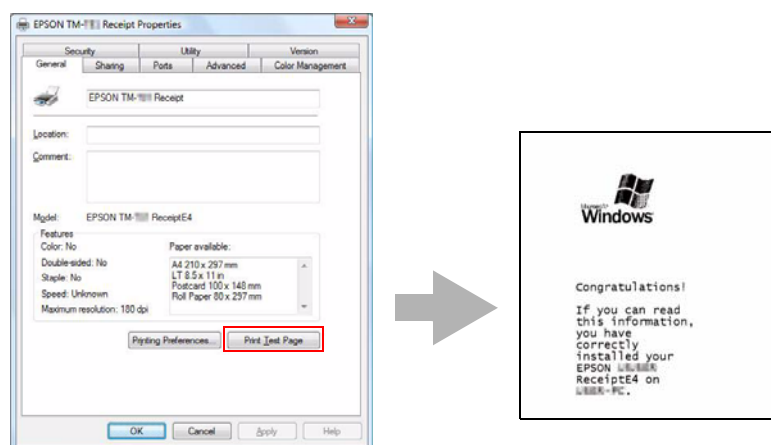 EPSON TM- Receipt Properties
Security Utility Version
General Sharing Ports Advanced Color Management
EPSON TM- Receipt
Location:
Comment:
Model: EPSON TM- ReceiptE4
Features
Color: No
Double-sided: No
Staple: No
Speed: Unknown
Maximum resolution: 180 dpi
Paper available:
A4 210 x 297 mm
LT 8.5 x 11 in
Postcard 100 x 148 mm
Roll Paper 80 x 297 mm
Printing Preferences... Print Test Page
OK Cancel Apply Help
Microsoft
Windows
Congratulations!
If you can read
this information,
you have
correctly
installed your
EPSON
ReceiptE4 on
-PC.